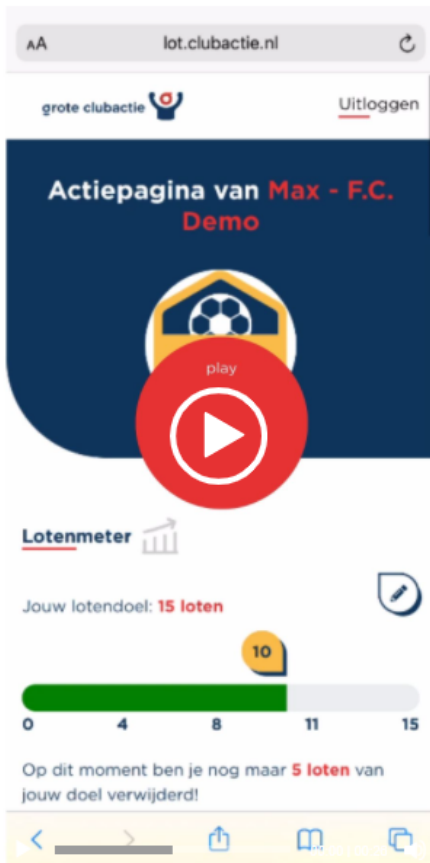 AA
lot.clubactie.nl
grote clubactie
Uitloggen
Actiepagina van Max - F.C.
Demo
play
Lotenmeter
Jouw lotendoel: 15 loten
10
0 4 8 11 15
Op dit moment ben je nog maar 5 loten van
jouw doel verwijderd!